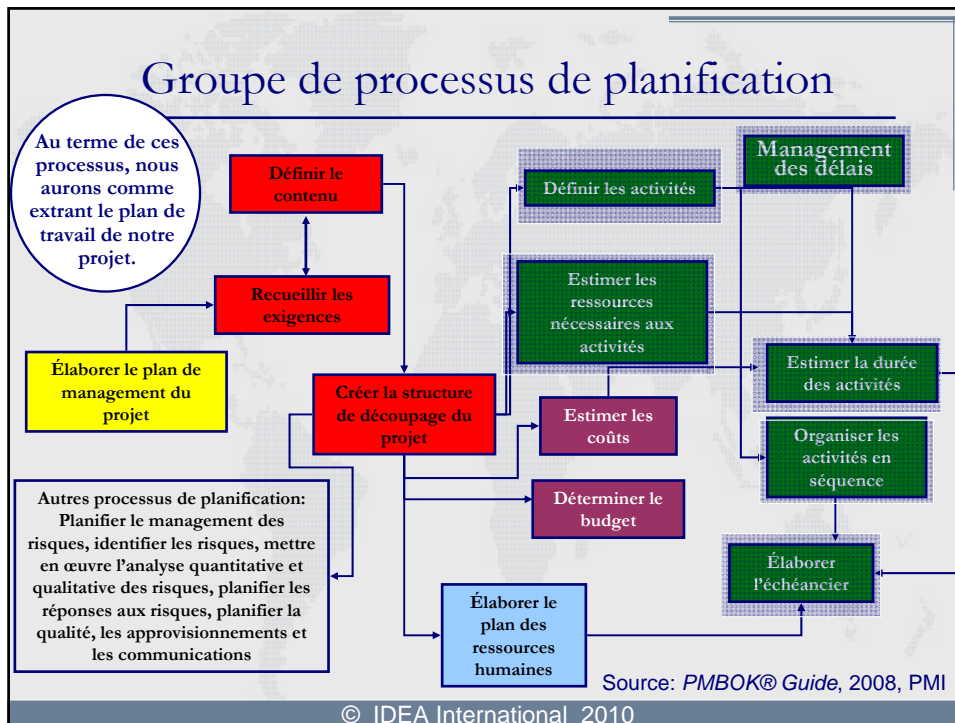 Groupe de processus de planification
Au terme de ces
processus, nous
aurons comme
extrant le plan de
travail de notre
projet.
Définir le
contenu
Recueillir les
exigences
Élaborer le plan de
management du
projet
Créer la structure
de découpage du
projet
Définir les activités
Management
des délais
Estimer les
ressources
nécessaires aux
activités
Estimer la durée
des activités
Estimer les
coûts
Organiser les
activités en
séquence
Déterminer le
budget
Élaborer
l'échéancier
Autres processus de planification:
Planifier le management des
risques, identifier les risques, mettre
en œuvre l'analyse quantitative et
qualitative des risques, planifier les
réponses aux risques, planifier la
qualité, les approvisionnements et
les communications
Élaborer le
plan des
ressources
humaines
Source: PMBOK® Guide, 2008, PMI
© IDEA International 2010